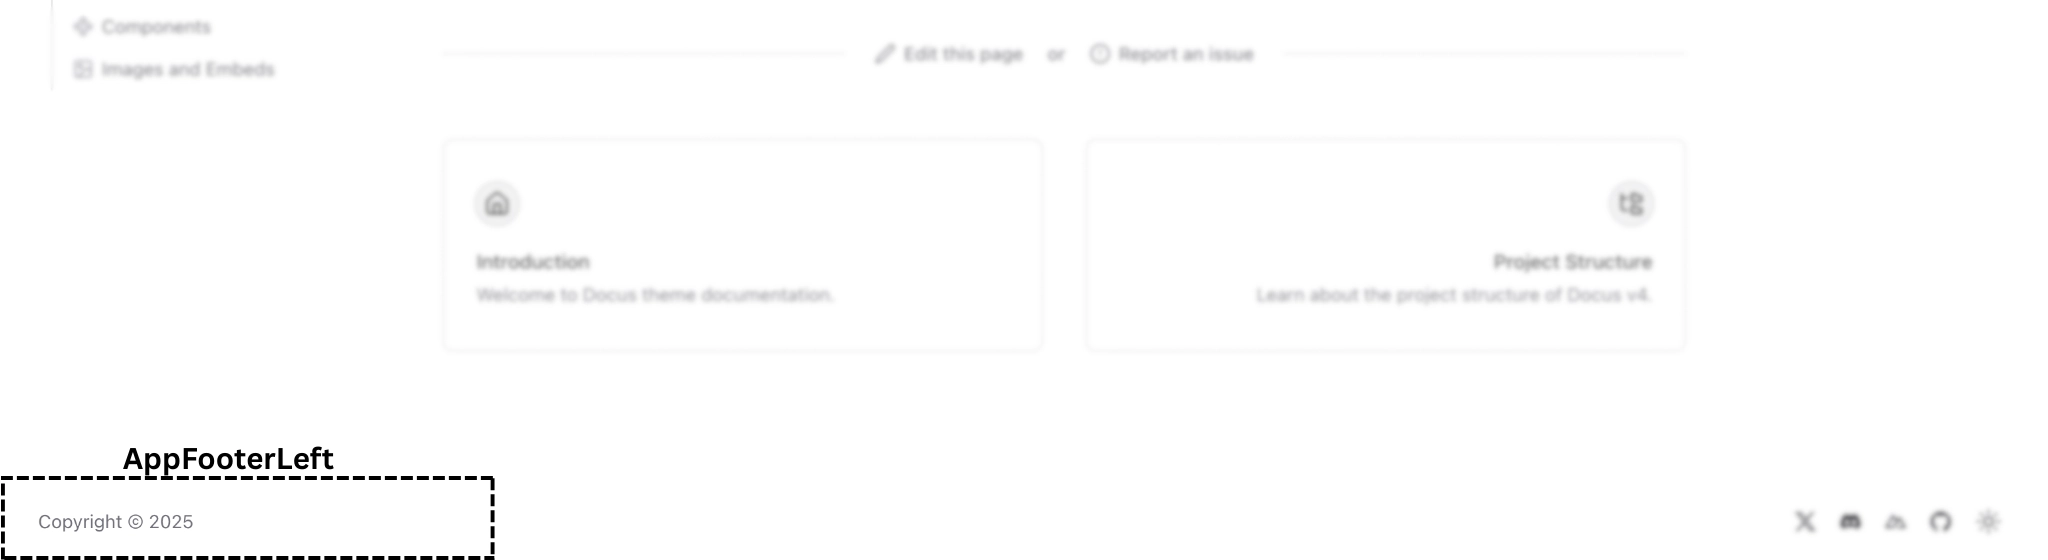 Components
Images and Embeds
Edit this page or Report an issue
Introduction
Welcome to Docus theme documentation.
Project Structure
Learn about the project structure of Docus v4.
AppFooterLeft
Copyright © 2025